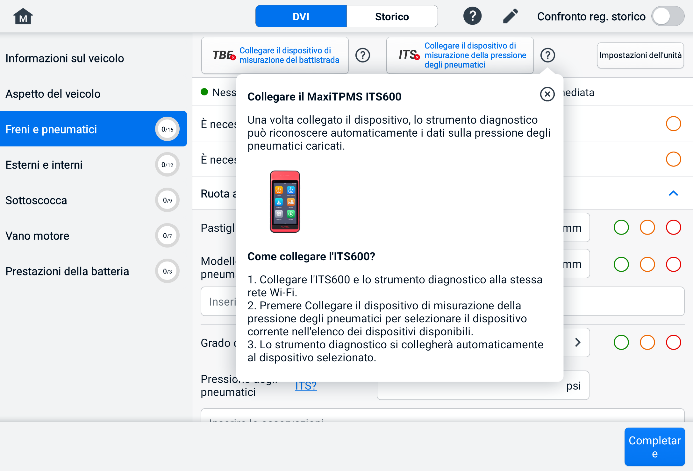 M
DVI
Storico
?
Confronto reg. storico
Informazioni sul veicolo
Aspetto del veicolo
Freni e pneumatici
0/15
Esterni e interni
0/12
Sottoscocca
0/9
Vano motore
0/7
Prestazioni della batteria
0/3
TBE
Collegare il dispositivo di
misurazione del battistrada
?
ITS
Collegare il dispositivo di
misurazione della pressione
degli pneumatici
?
Impostazioni dell'unità
Ness
mediata
È neces
È neces
Ruota a
Pastigl
mm
Modell
pneum
mm
Inseri
Grado
Pressione degli
pneumatici
ITS?
psi
Collegare il MaxiTPMS ITS600
Una volta collegato il dispositivo, lo strumento diagnostico
può riconoscere automaticamente i dati sulla pressione degli
pneumatici caricati.
Come collegare l'ITS600?
1. Collegare l'ITS600 e lo strumento diagnostico alla stessa
rete Wi-Fi.
2. Premere Collegare il dispositivo di misurazione della
pressione degli pneumatici per selezionare il dispositivo
corrente nell'elenco dei dispositivi disponibili.
3. Lo strumento diagnostico si collegherà automaticamente
al dispositivo selezionato.
Completar
e